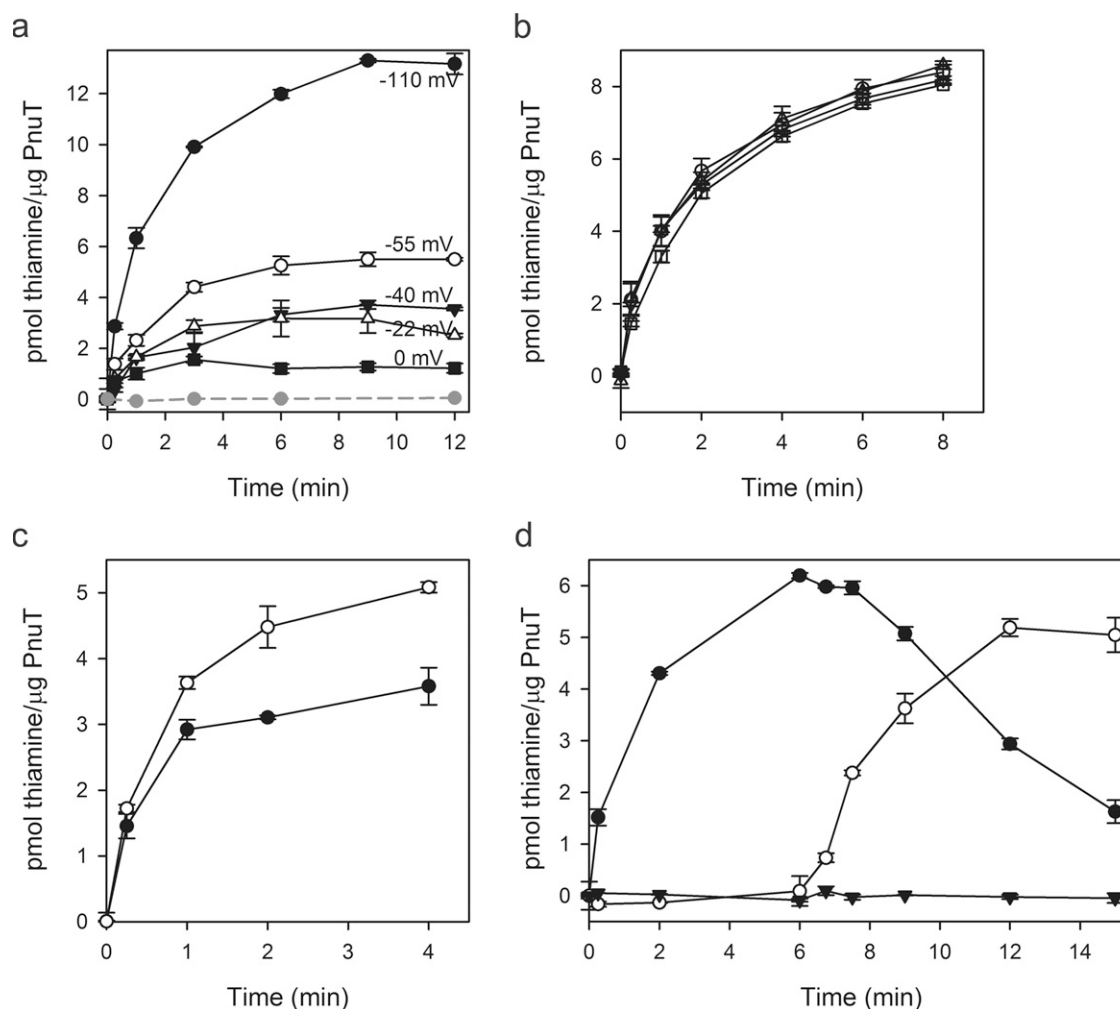 a
pmol thiamine/μg PnuT
12
10
8
6
4
2
0
-110 mV
-55 mV
-40 mV
-22 mV
0 mV
0 2 4 6 8 10 12
Time (min)
b
pmol thiamine/μg PnuT
8
6
4
2
0
0 2 4 6 8
Time (min)
c
pmol thiamine/μg PnuT
5
4
3
2
1
0
0 1 2 3 4
Time (min)
d
pmol thiamine/μg PnuT
6
5
4
3
2
1
0
0 2 4 6 8 10 12 14
Time (min)